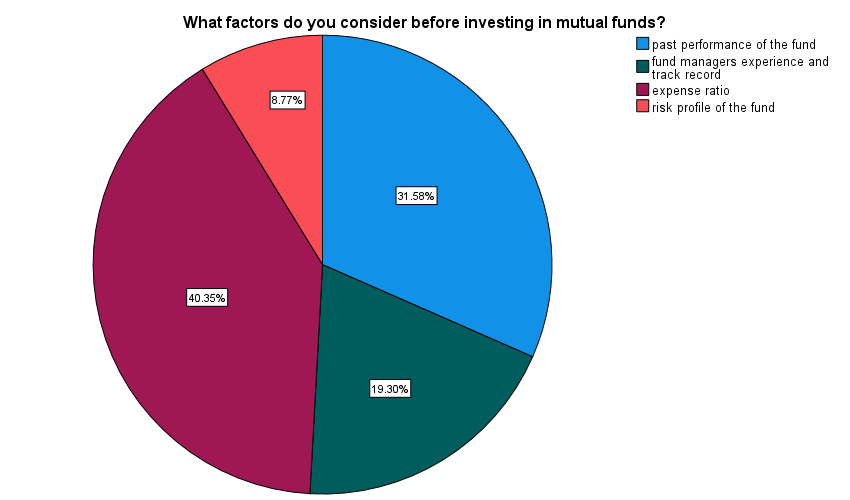 What factors do you consider before investing in mutual funds?
past performance of the fund
fund managers experience and
track record
expense ratio
risk profile of the fund
8.77%
31.58%
40.35%
19.30%